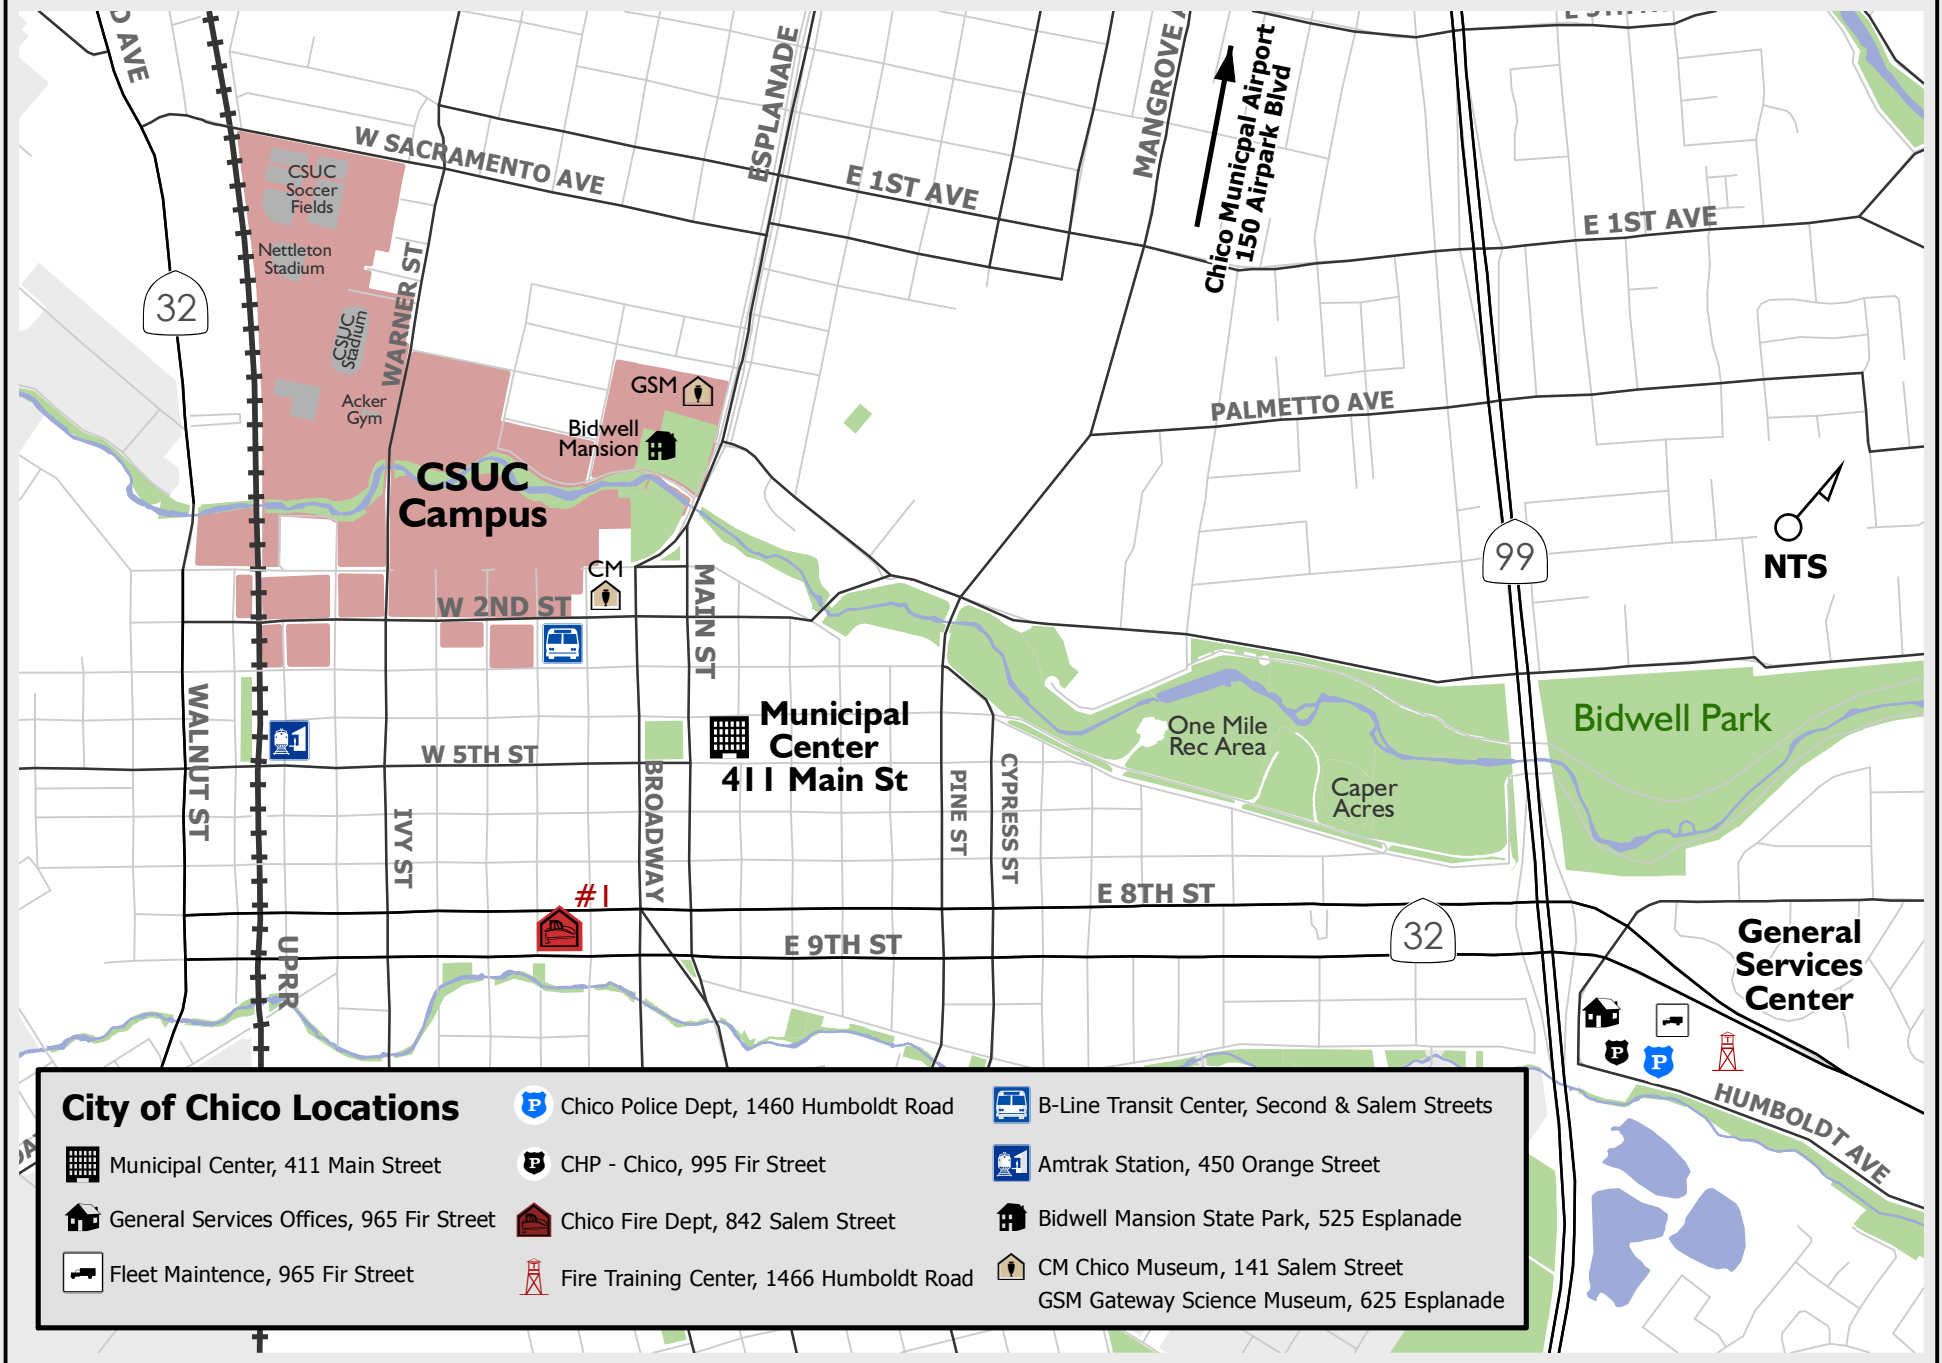 W SACRAMENTO AVE
ESPLANADE
E 1ST AVE
MANGROVE
Chico Municpal Airport
150 Airpark Blvd
E 1ST AVE
CSUC
Soccer
Fields
Nettleton
Stadium
32
WARNER ST
CSUC
Stadium
Acker
Gym
GSM
Bidwell
Mansion
PALMETTO AVE
CSUC
Campus
99
NTS
CM
W 2ND ST
MAIN ST
WALNUT ST
Municipal
Center
411 Main St
W 5TH ST
One Mile
Rec Area
Bidwell Park
Caper
Acres
IVY ST
BROADWAY
PINE ST
CYPRESS ST
#1
E 8TH ST
E 9TH ST
32
UPRR
General
Services
Center
P
P
HUMBOLDT AVE
City of Chico Locations
Municipal Center, 411 Main Street
General Services Offices, 965 Fir Street
Fleet Maintence, 965 Fir Street
P Chico Police Dept, 1460 Humboldt Road
P CHP - Chico, 995 Fir Street
Chico Fire Dept, 842 Salem Street
Fire Training Center, 1466 Humboldt Road
B-Line Transit Center, Second & Salem Streets
Amtrak Station, 450 Orange Street
Bidwell Mansion State Park, 525 Esplanade
CM Chico Museum, 141 Salem Street
GSM Gateway Science Museum, 625 Esplanade